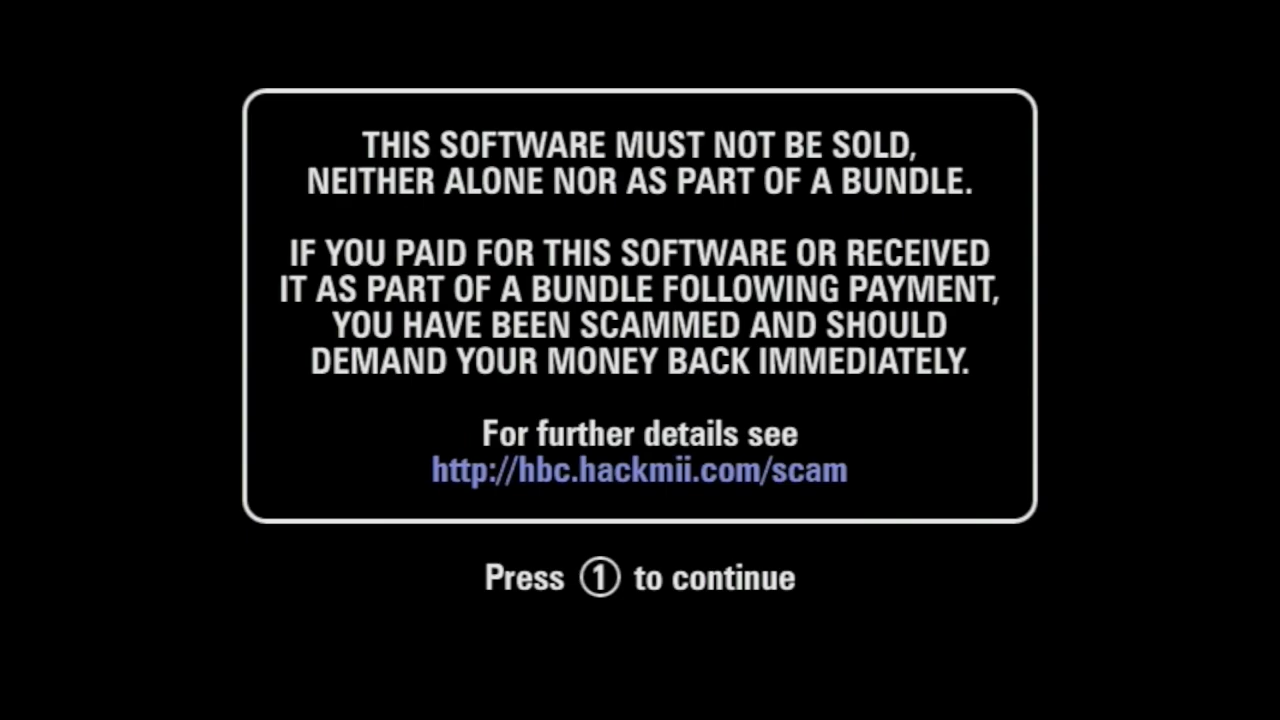 THIS SOFTWARE MUST NOT BE SOLD,
NEITHER ALONE NOR AS PART OF A BUNDLE.
IF YOU PAID FOR THIS SOFTWARE OR RECEIVED
IT AS PART OF A BUNDLE FOLLOWING PAYMENT,
YOU HAVE BEEN SCAMMED AND SHOULD
DEMAND YOUR MONEY BACK IMMEDIATELY.
For further details see
http://hbc.hackmii.com/scam
Press ① to continue